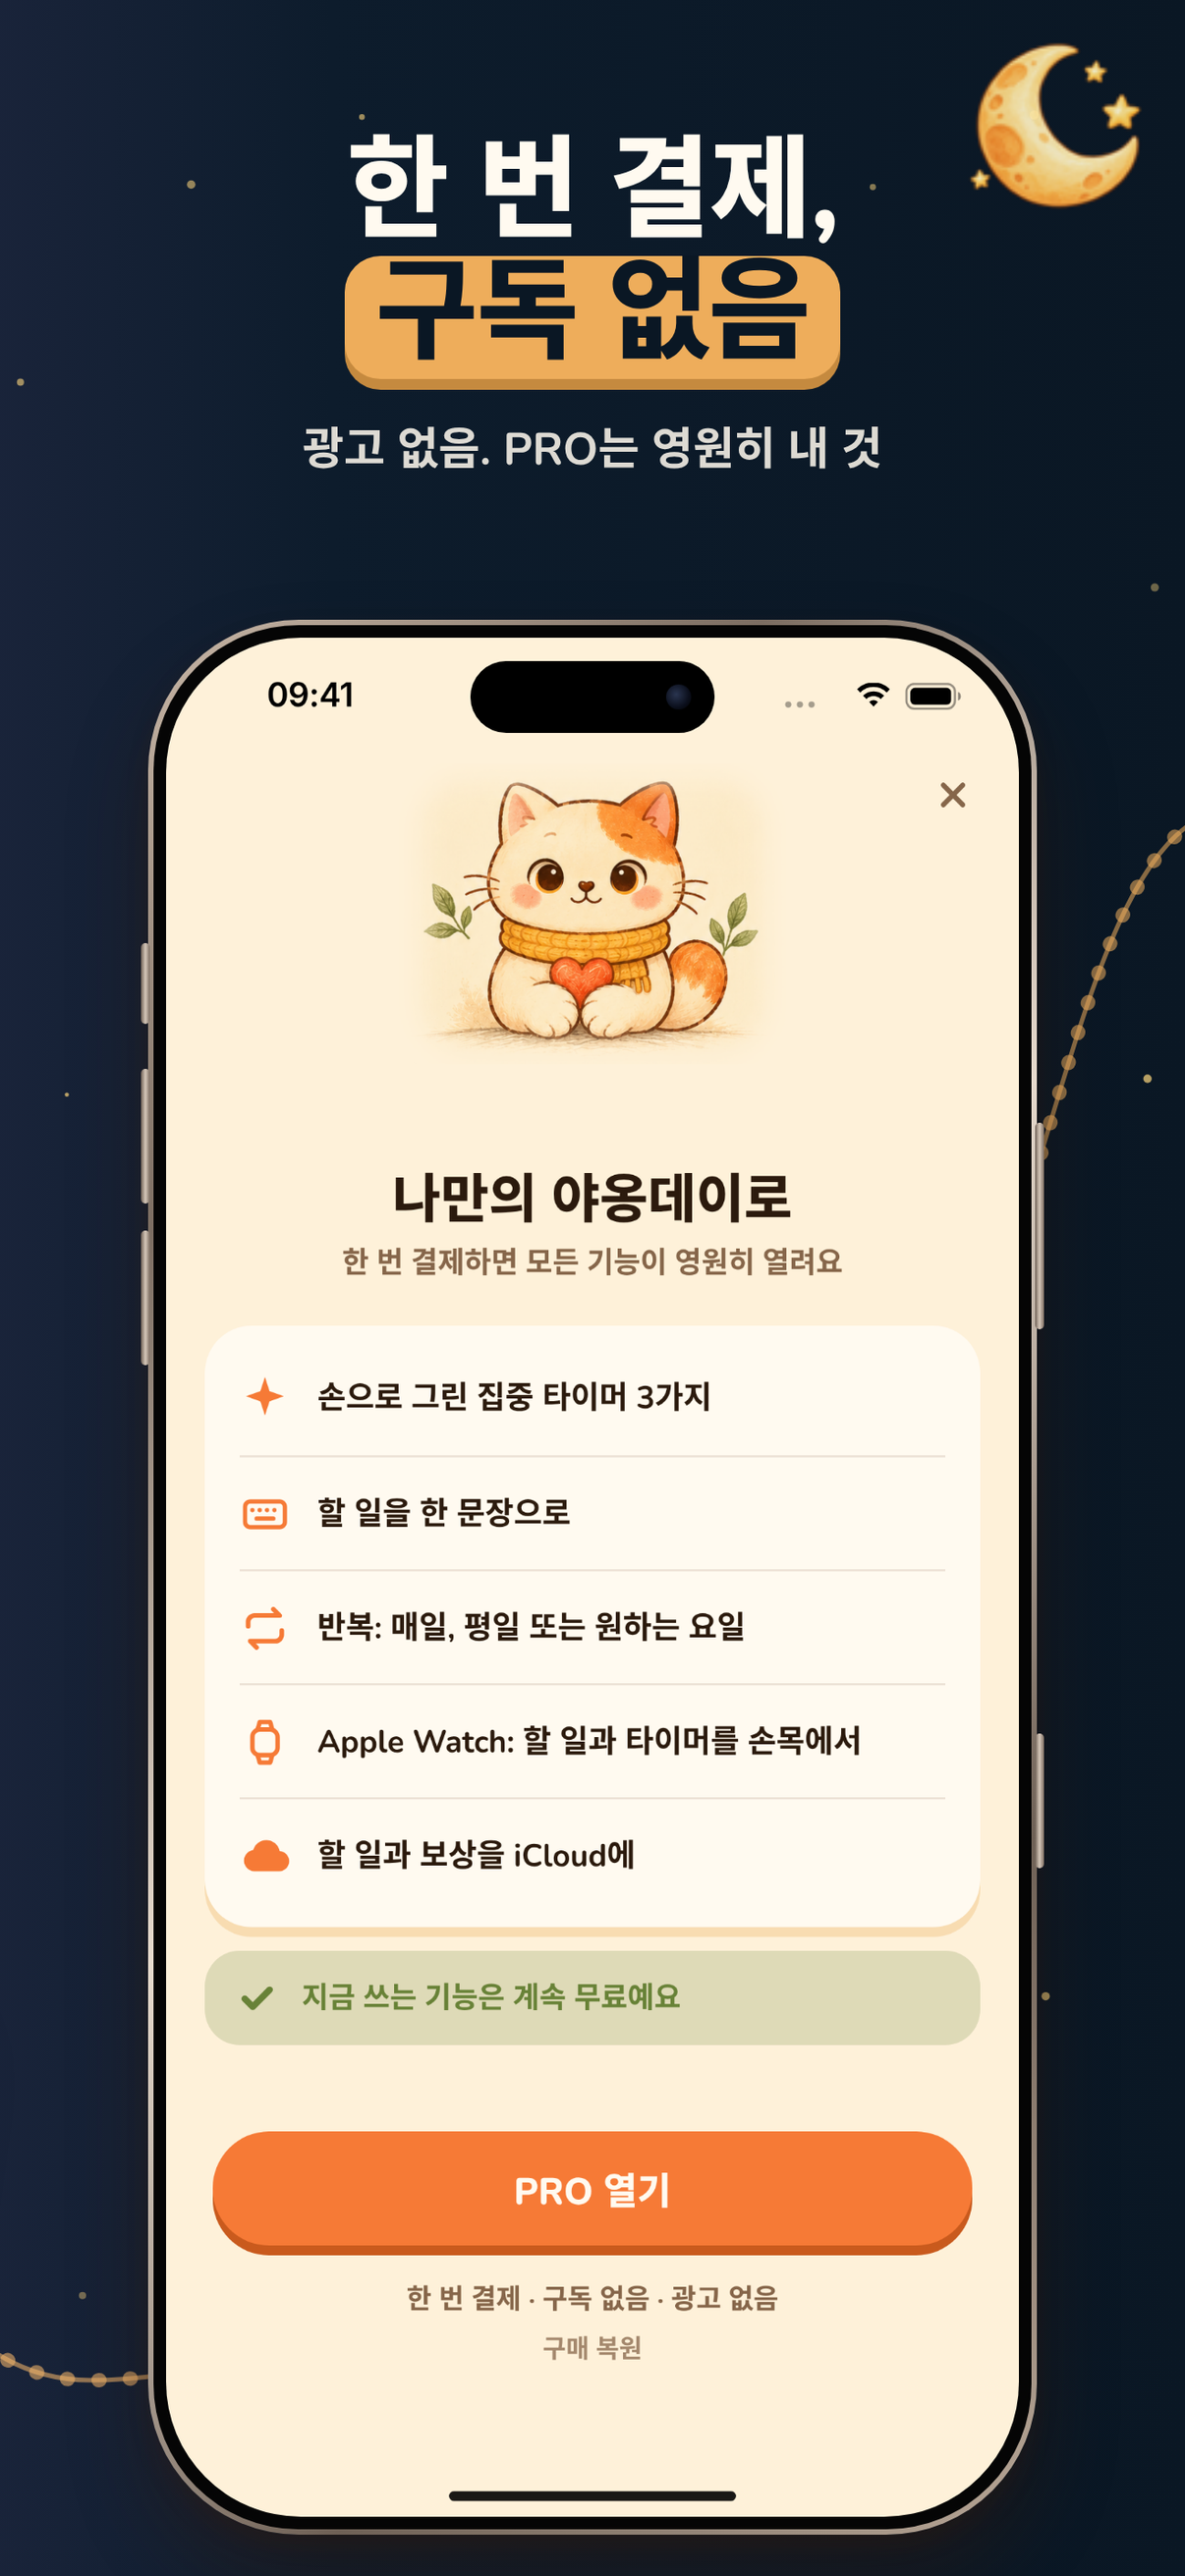 한 번 결제,
구독 없음
광고 없음. PRO는 영원히 내 것
09:41
나만의 야옹데이로
한 번 결제하면 모든 기능이 영원히 열려요
손으로 그린 집중 타이머 3가지
할 일을 한 문장으로
반복: 매일, 평일 또는 원하는 요일
Apple Watch: 할 일과 타이머를 손목에서
할 일과 보상을 iCloud에
지금 쓰는 기능은 계속 무료예요
PRO 열기
한 번 결제 · 구독 없음 · 광고 없음
구매 복원